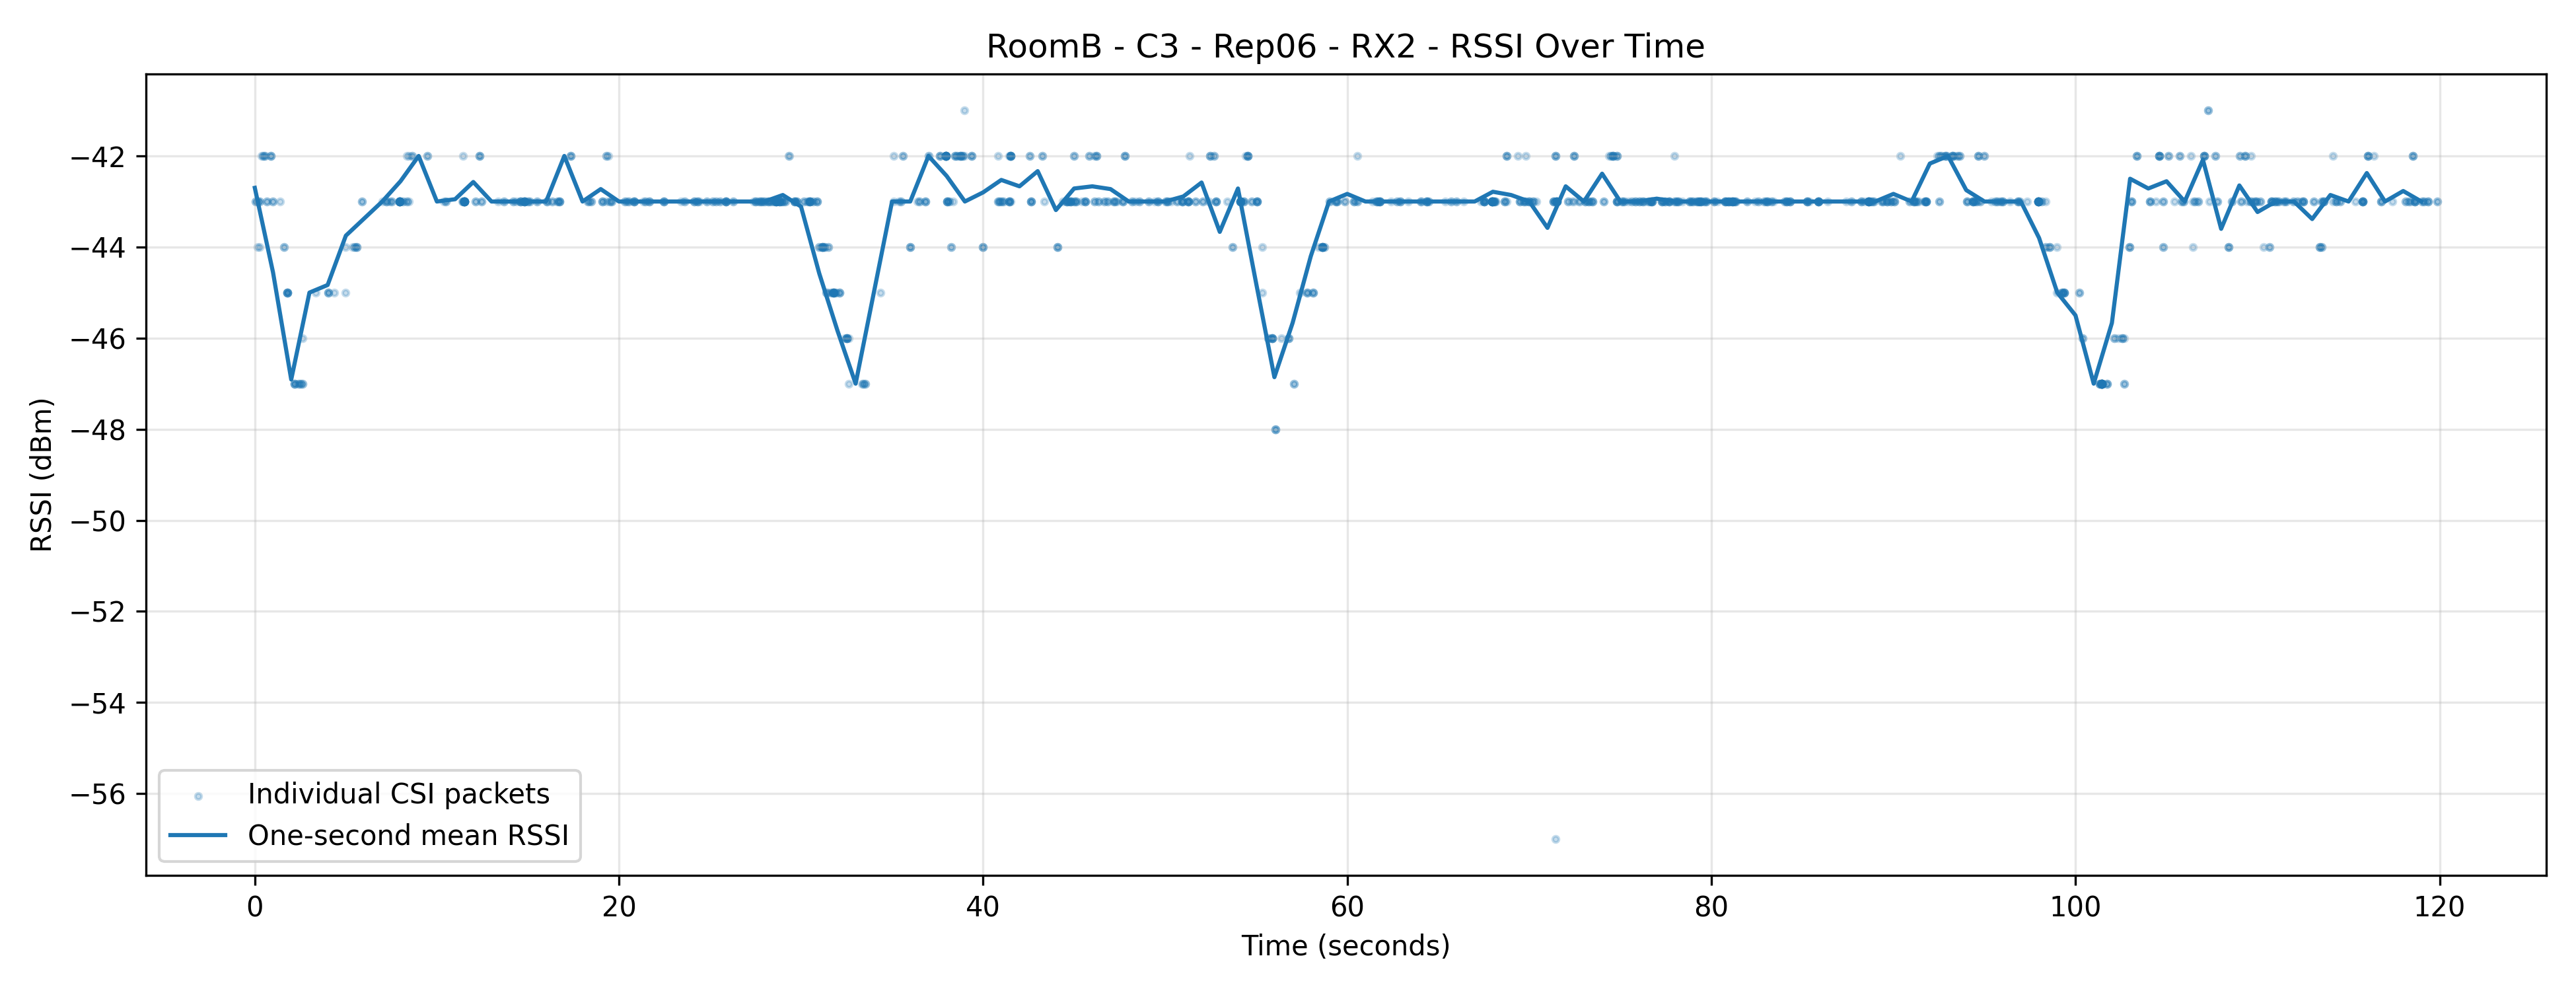 RoomB - C3 - Rep06 - RX2 - RSSI Over Time
RSSI (dBm)
−42
−44
−46
−48
−50
−52
−54
−56
Individual CSI packets
One-second mean RSSI
0 20 40 60 80 100 120
Time (seconds)